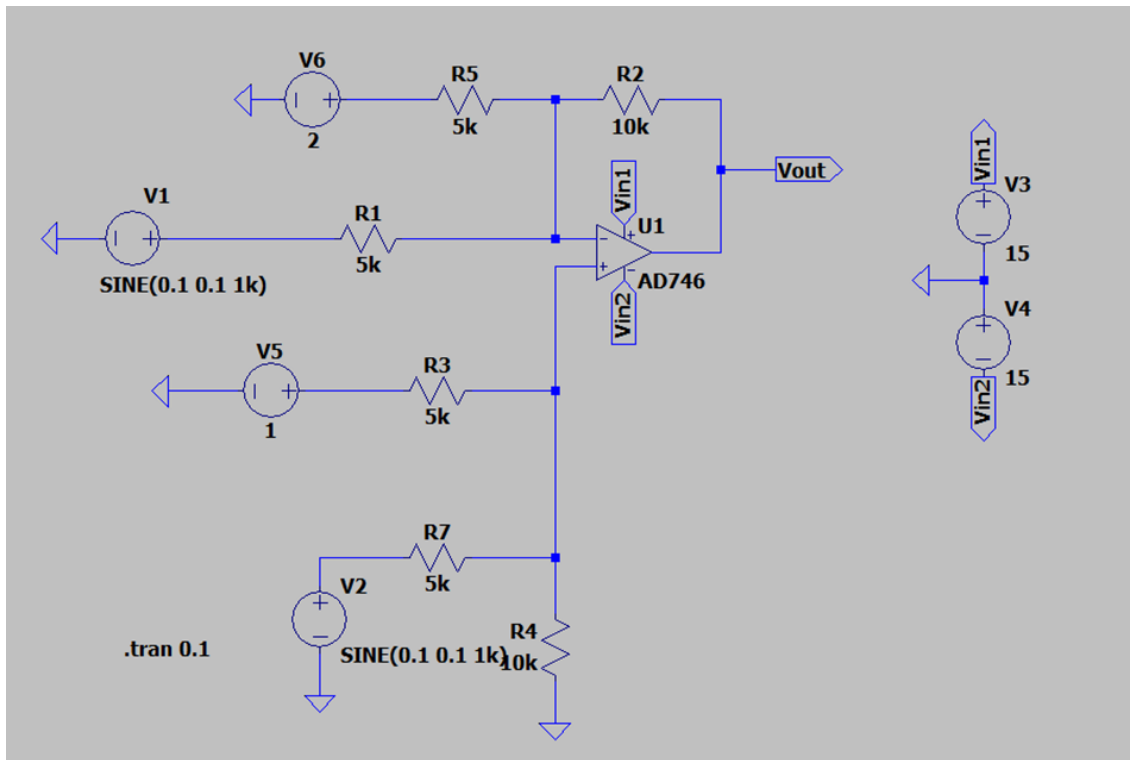 V6
R5
R2
5k
10k
2
Vin1
Vout
Vin1
V3
V1
R1
U1
5k
15
SINE(0.1 0.1 1k)
AD746
Vin2
V4
V5
R3
15
Vin2
5k
1
R7
5k
V2
R4
.tran 0.1
SINE(0.1 0.1 1k)
10k